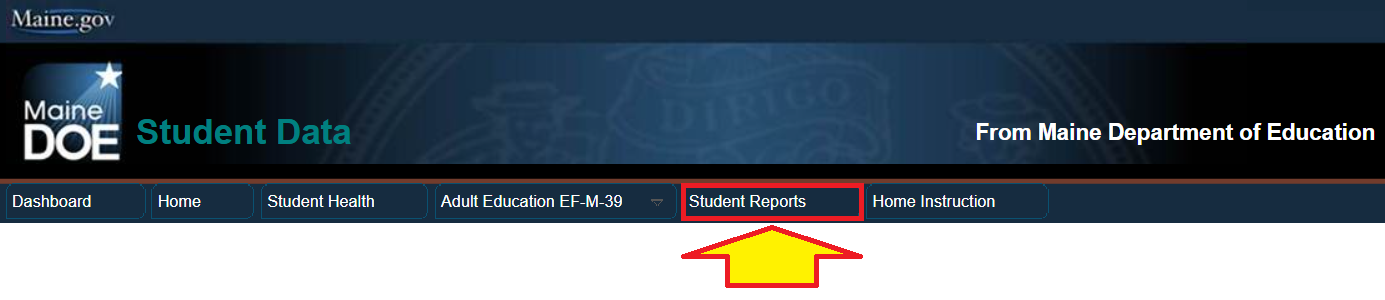 Maine.gov
DIRIGO
Maine
DOE
Student Data
From Maine Department of Education
Dashboard
Home
Student Health
Adult Education EF-M-39
Student Reports
Home Instruction